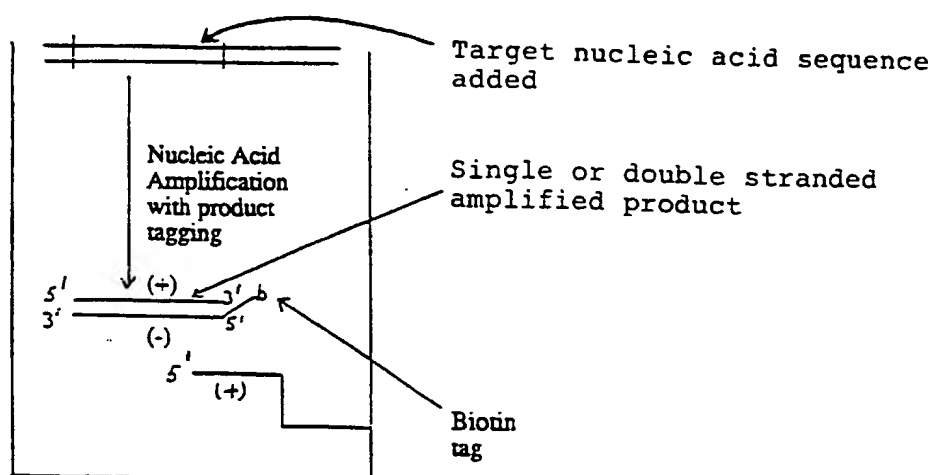 Target nucleic acid sequence
added
Nucleic Acid
Amplification
with product
tagging
Single or double stranded
amplified product
5' (+) 3' b
3' (-) 5'
5' (+)
Biotin
tag